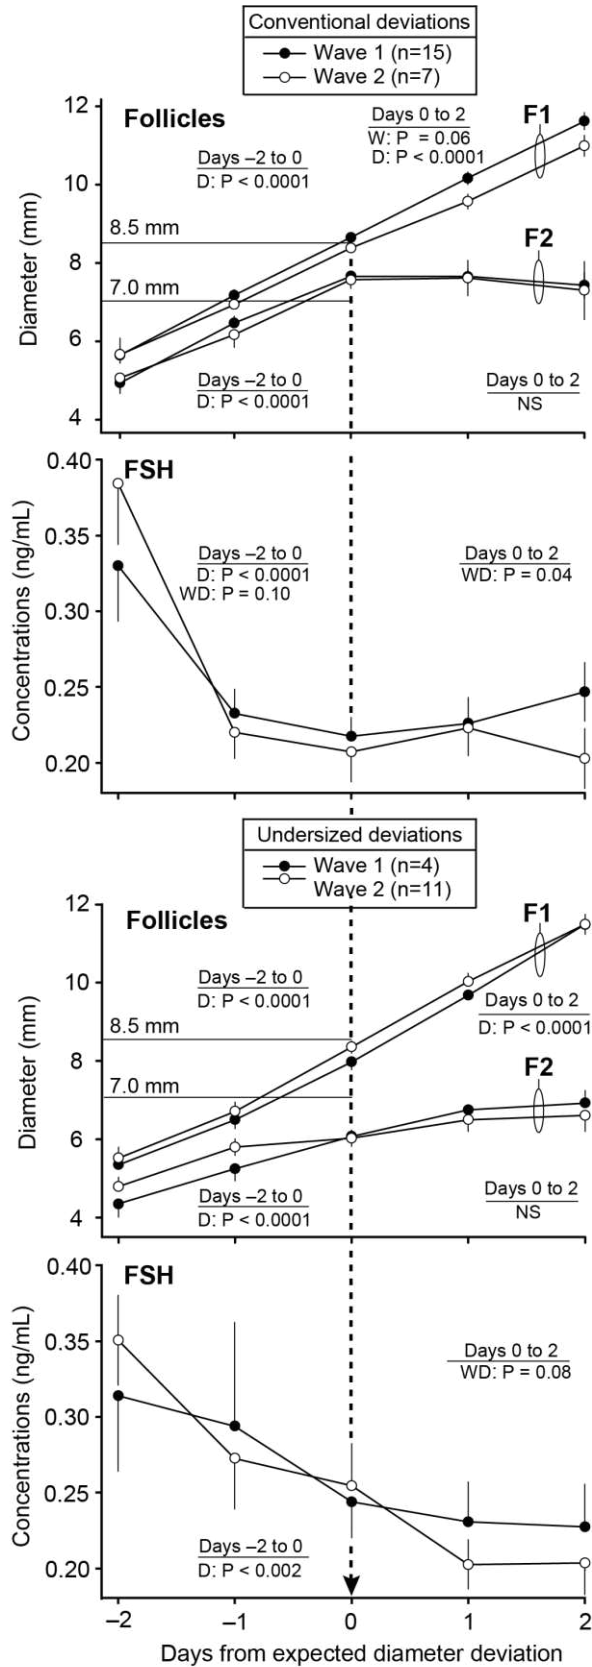 Conventional deviations
Wave 1 (n=15)
Wave 2 (n=7)
12
10
8
6
4
Diameter (mm)
Follicles
Days 0 to 2
W: P = 0.06
D: P < 0.0001
F1
Days –2 to 0
D: P < 0.0001
8.5 mm
F2
7.0 mm
Days –2 to 0
D: P < 0.0001
Days 0 to 2
NS
0.40
0.35
0.30
0.25
0.20
Concentrations (ng/mL)
FSH
Days –2 to 0
D: P < 0.0001
WD: P = 0.10
Days 0 to 2
WD: P = 0.04
Undersized deviations
Wave 1 (n=4)
Wave 2 (n=11)
12
10
8
6
4
Diameter (mm)
Follicles
F1
Days –2 to 0
D: P < 0.0001
Days 0 to 2
D: P < 0.0001
8.5 mm
F2
7.0 mm
Days –2 to 0
D: P < 0.0001
Days 0 to 2
NS
0.40
0.35
0.30
0.25
0.20
Concentrations (ng/mL)
FSH
Days 0 to 2
WD: P = 0.08
Days –2 to 0
D: P < 0.002
–2 –1 0 1 2
Days from expected diameter deviation